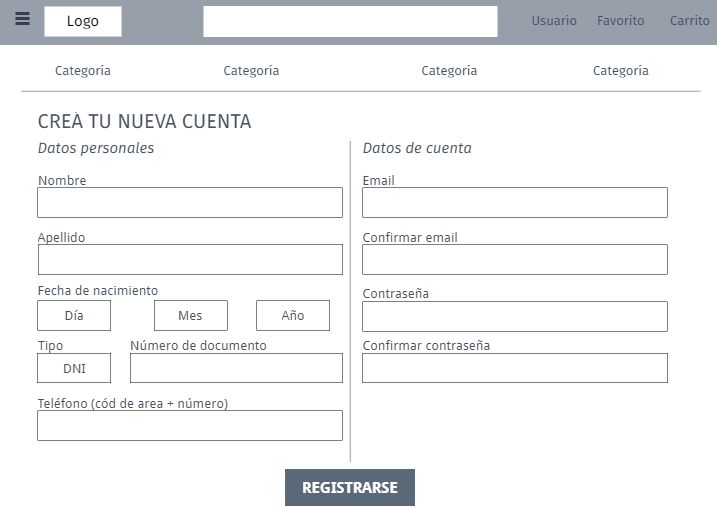 Logo
Usuario Favorito Carrito
Categoría Categoría Categoría Categoría
CREÁ TU NUEVA CUENTA
Datos personales
Nombre
Apellido
Fecha de nacimiento
Día Mes Año
Tipo Número de documento
DNI
Teléfono (cód de area + número)
Datos de cuenta
Email
Confirmar email
Contraseña
Confirmar contraseña
REGISTRARSE